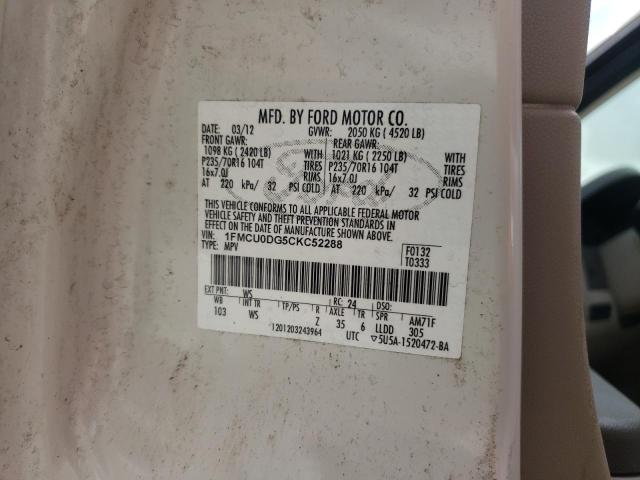 MFD. BY FORD MOTOR CO.
DATE: 03/12 GVWR: 2050 KG ( 4520 LB)
FRONT GAWR: REAR GAWR:
1098 KG ( 2420 LB) WITH 1021 KG ( 2250 LB) WITH
P235/70R16 104T TIRES P235/70R16 104T TIRES
16x7.0J RIMS 16x7.0J RIMS
AT 220 kPa/ 32 PSI COLD AT 220 kPa/ 32 PSI COLD
THIS VEHICLE CONFORMS TO ALL APPLICABLE FEDERAL MOTOR
VEHICLE SAFETY AND THEFT PREVENTION STANDARDS IN
EFFECT ON THE DATE OF MANUFACTURE SHOWN ABOVE.
VIN: 1FMCU0DG5CKC52288
TYPE: MPV
F0132
T0333
EXT PNT: WS RC: 24 DSO:
WB INT TR TP/PS R AXLE TR SPR AM71F
103 WS Z 35 6 LLDD 305
1201203243964 UTC ▽5U5A-1520472-BA